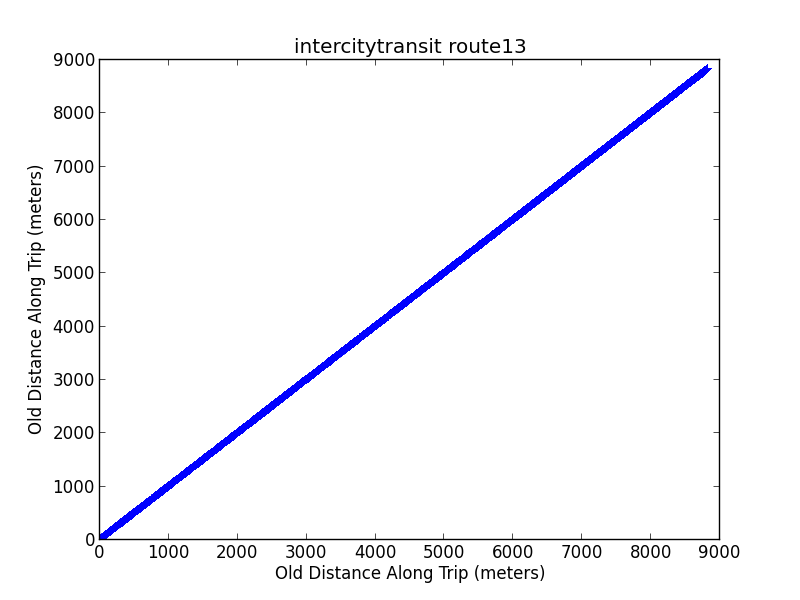 intercitytransit route13
9000
8000
7000
6000
5000
4000
3000
2000
1000
0
Old Distance Along Trip (meters)
0 1000 2000 3000 4000 5000 6000 7000 8000 9000
Old Distance Along Trip (meters)